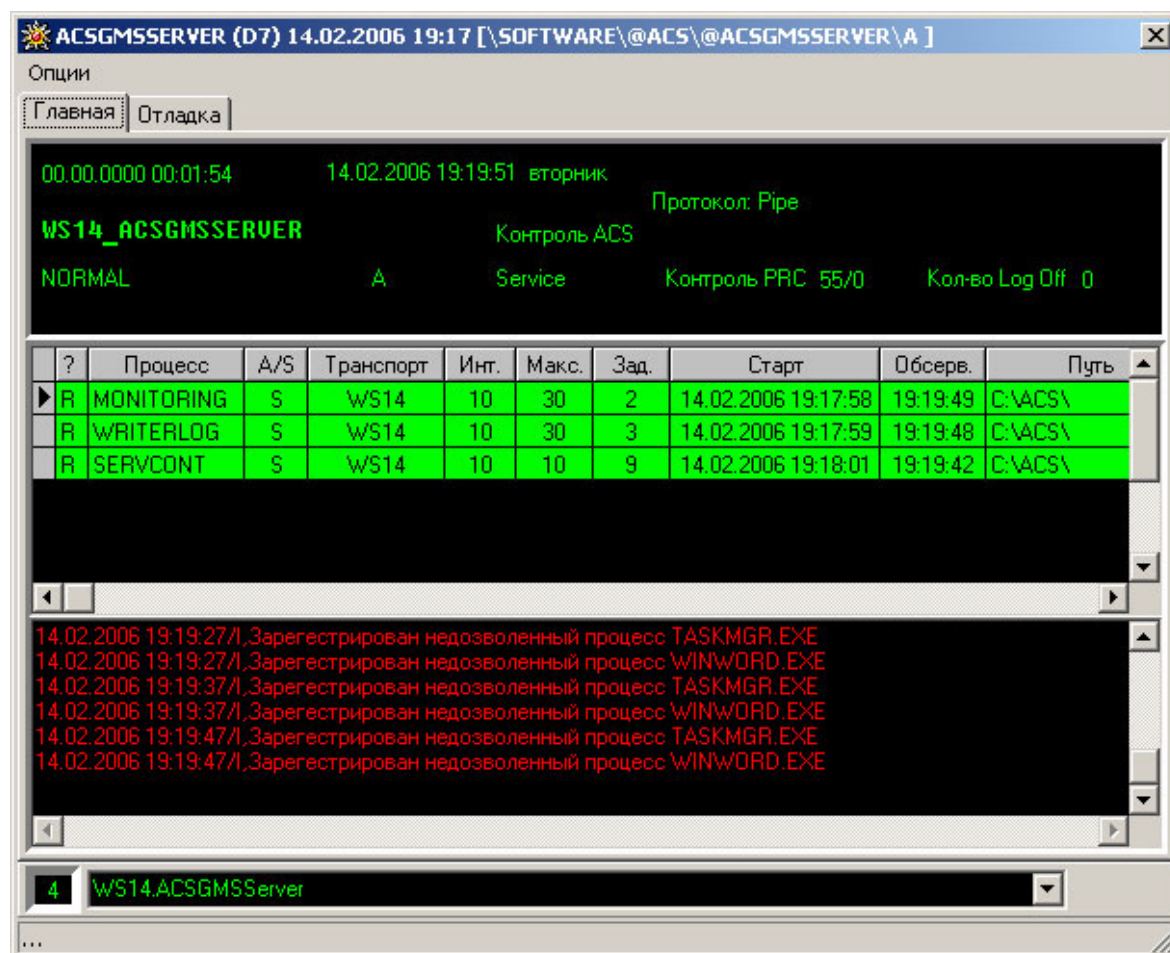 ACSGMSSERVER (D7) 14.02.2006 19:17 [\SOFTWARE\@ACS\@ACSGMSSERVER\A ]
Опции
Главная Отладка
00.00.0000 00:01:54 14.02.2006 19:19:51 вторник
Протокол: Pipe
WS14_ACSGMSSERVER Контроль ACS
NORMAL A Service Контроль PRC 55/0 Кол-во Log Off 0
? Процесс A/S Транспорт Инт. Макс. Зад. Старт Обсерв. Путь
R MONITORING S WS14 10 30 2 14.02.2006 19:17:58 19:19:49 C:\ACS\
R WRITERLOG S WS14 10 30 3 14.02.2006 19:17:59 19:19:48 C:\ACS\
R SERVCONT S WS14 10 10 9 14.02.2006 19:18:01 19:19:42 C:\ACS\
14.02.2006 19:19:27/I,Зарегестрирован недозволенный процесс TASKMGR.EXE
14.02.2006 19:19:27/I,Зарегестрирован недозволенный процесс WINWORD.EXE
14.02.2006 19:19:37/I,Зарегестрирован недозволенный процесс TASKMGR.EXE
14.02.2006 19:19:37/I,Зарегестрирован недозволенный процесс WINWORD.EXE
14.02.2006 19:19:47/I,Зарегестрирован недозволенный процесс TASKMGR.EXE
14.02.2006 19:19:47/I,Зарегестрирован недозволенный процесс WINWORD.EXE
4 WS14.ACSGMSServer
...